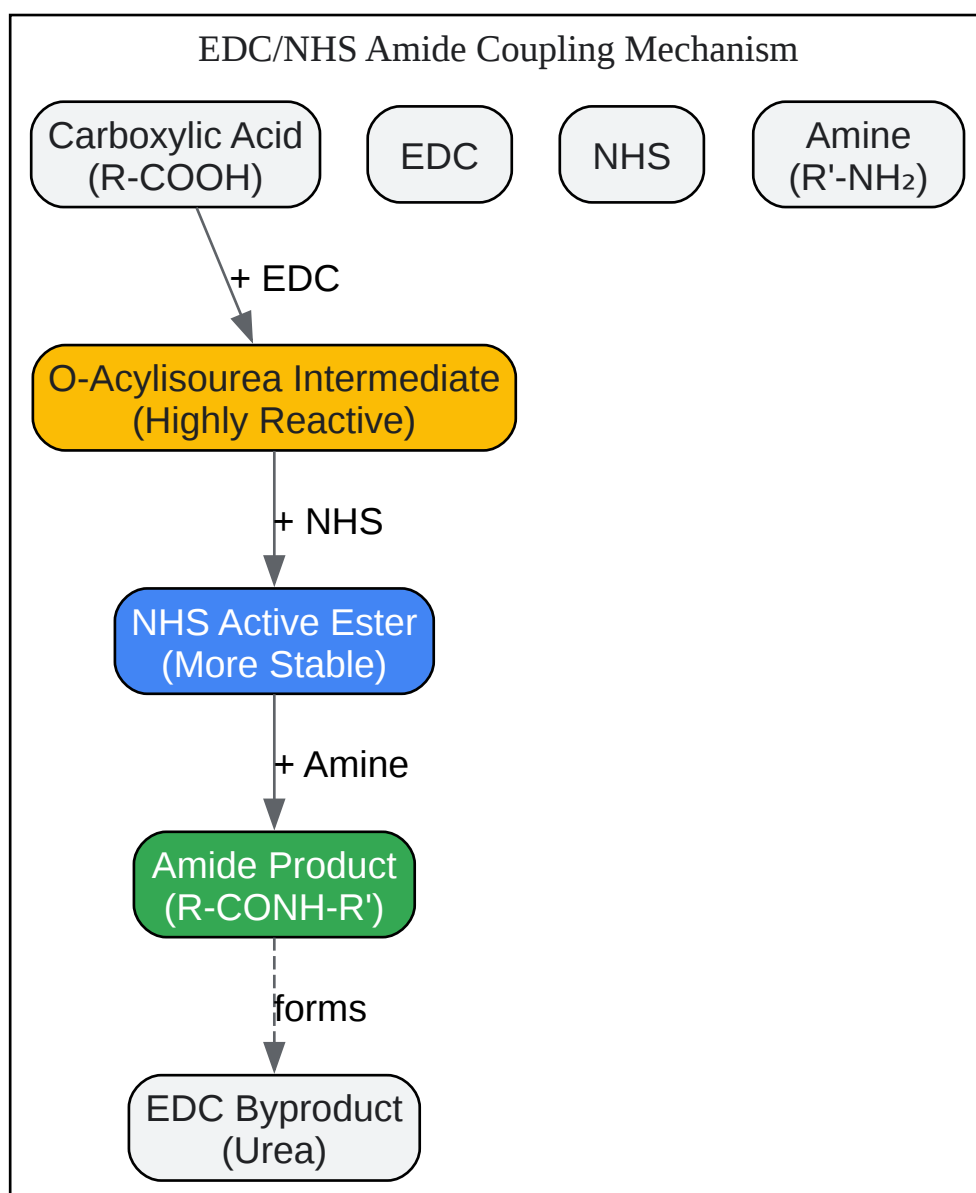 EDC/NHS Amide Coupling Mechanism
Carboxylic Acid
(R-COOH)
EDC
NHS
Amine
(R'-NH₂)
+ EDC
O-Acylisourea Intermediate
(Highly Reactive)
+ NHS
NHS Active Ester
(More Stable)
+ Amine
Amide Product
(R-CONH-R')
forms
EDC Byproduct
(Urea)